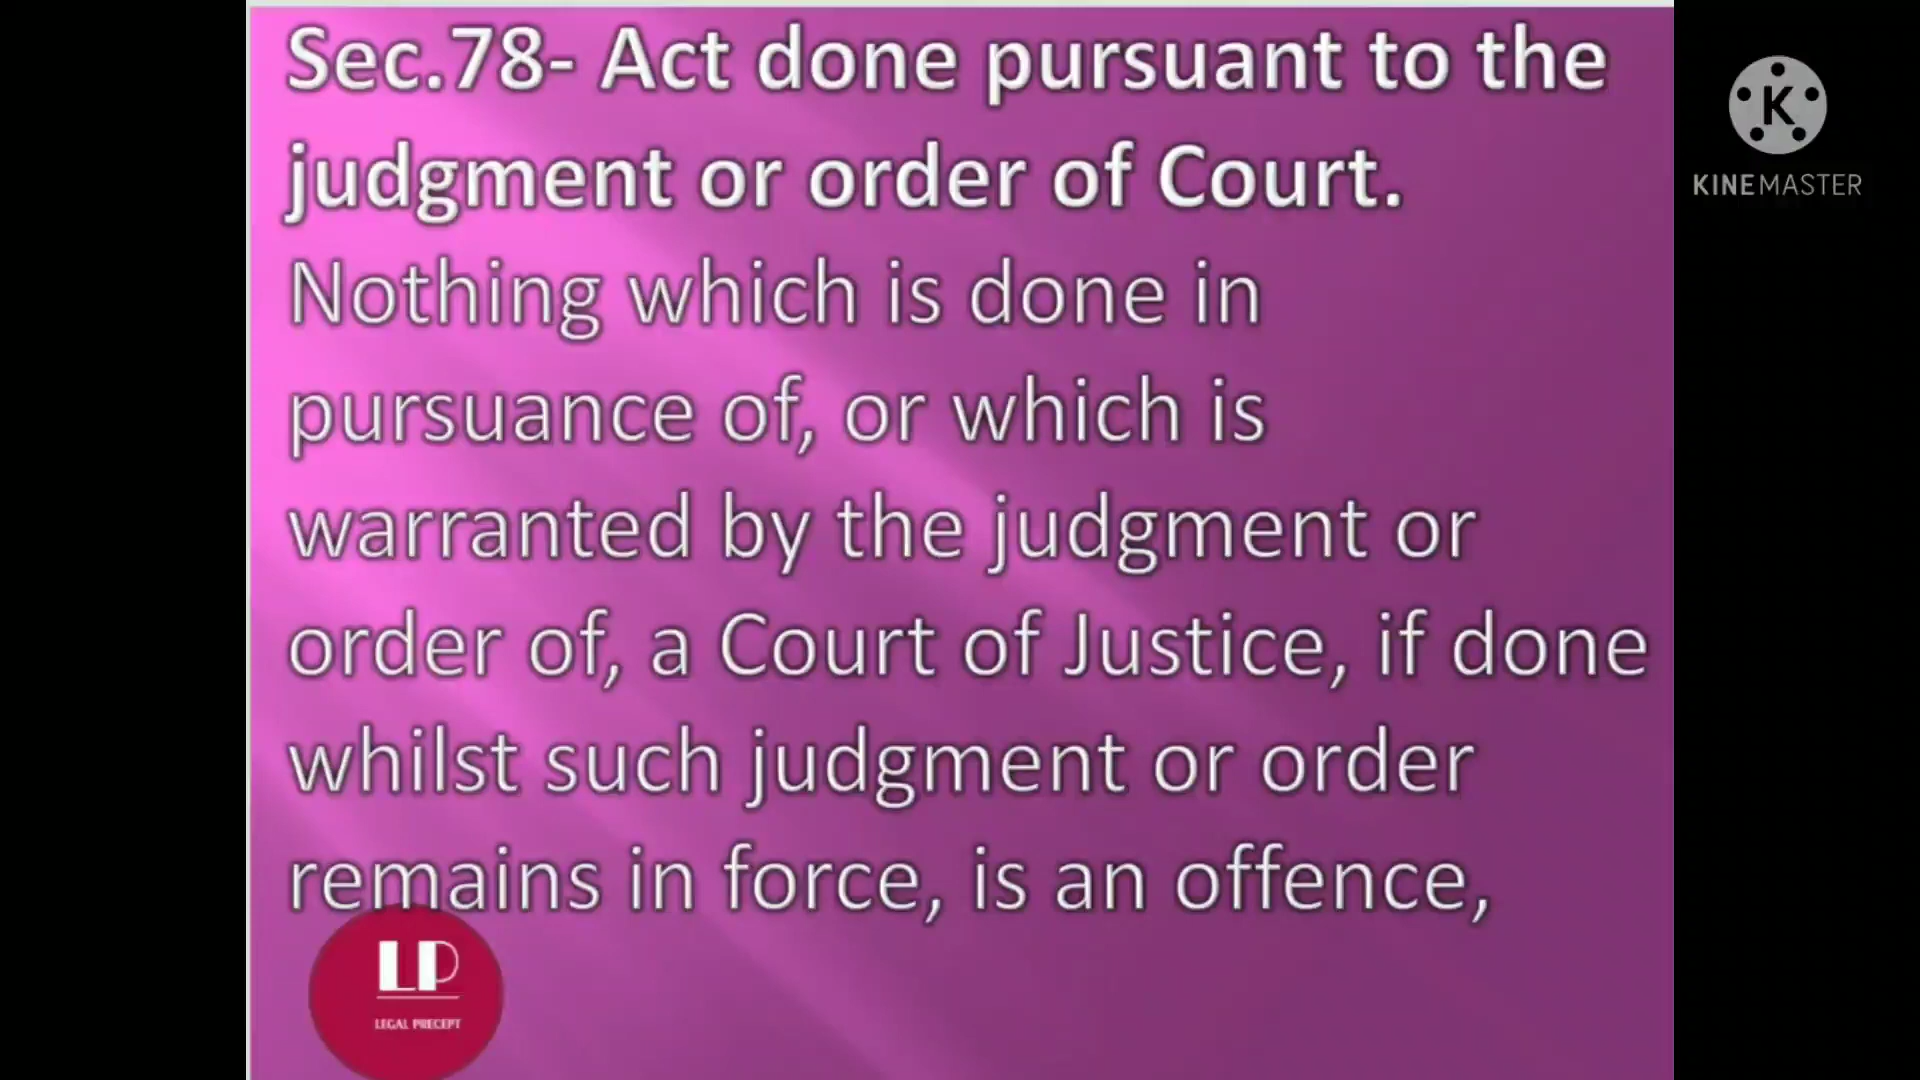 Sec.78- Act done pursuant to the
judgment or order of Court.
Nothing which is done in
pursuance of, or which is
warranted by the judgment or
order of, a Court of Justice, if done
whilst such judgment or order
remains in force, is an offence,
LP
LEGAL PRECEPT
K
KINEMASTER